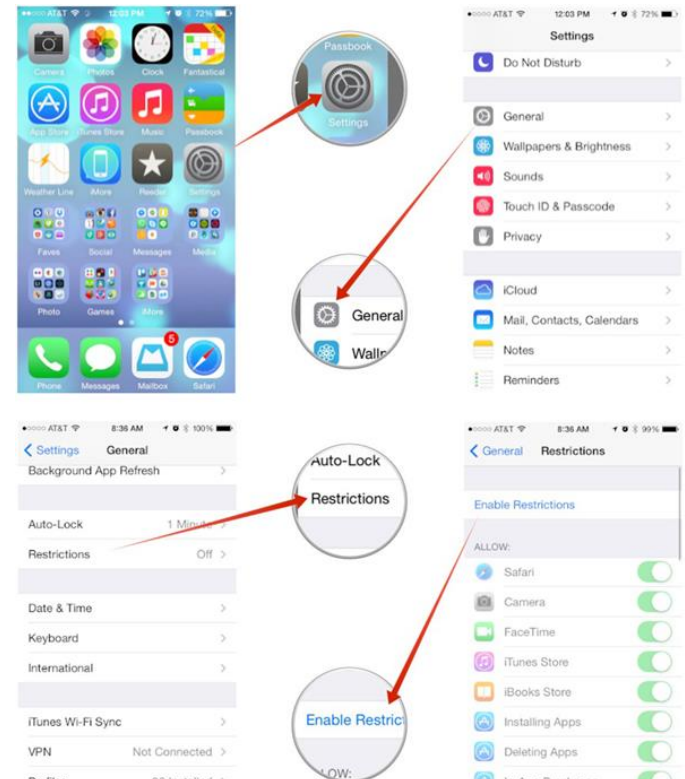 AT&T 12:03 PM 72%
Camera Photos Clock Fantastical
App Store iTunes Store Music Passbook
Weather Line iMore Reeder Settings
Faves Social Messages Media
Photo Games iMore
5
Phone Messages Mailbox Safari
Passbook
Settings
General
AT&T 12:03 PM 72%
Settings
Do Not Disturb
General
Wallpapers & Brightness
Sounds
Touch ID & Passcode
Privacy
iCloud
Mail, Contacts, Calendars
Notes
Reminders
AT&T 8:36 AM 100%
Settings General
Background App Refresh
Auto-Lock 1 Minute
Restrictions Off
Date & Time
Keyboard
International
iTunes Wi-Fi Sync
VPN Not Connected
Auto-Lock
Restrictions
Enable Restric
LOW:
AT&T 8:36 AM 99%
General Restrictions
Enable Restrictions
ALLOW:
Safari
Camera
FaceTime
iTunes Store
iBooks Store
Installing Apps
Deleting Apps